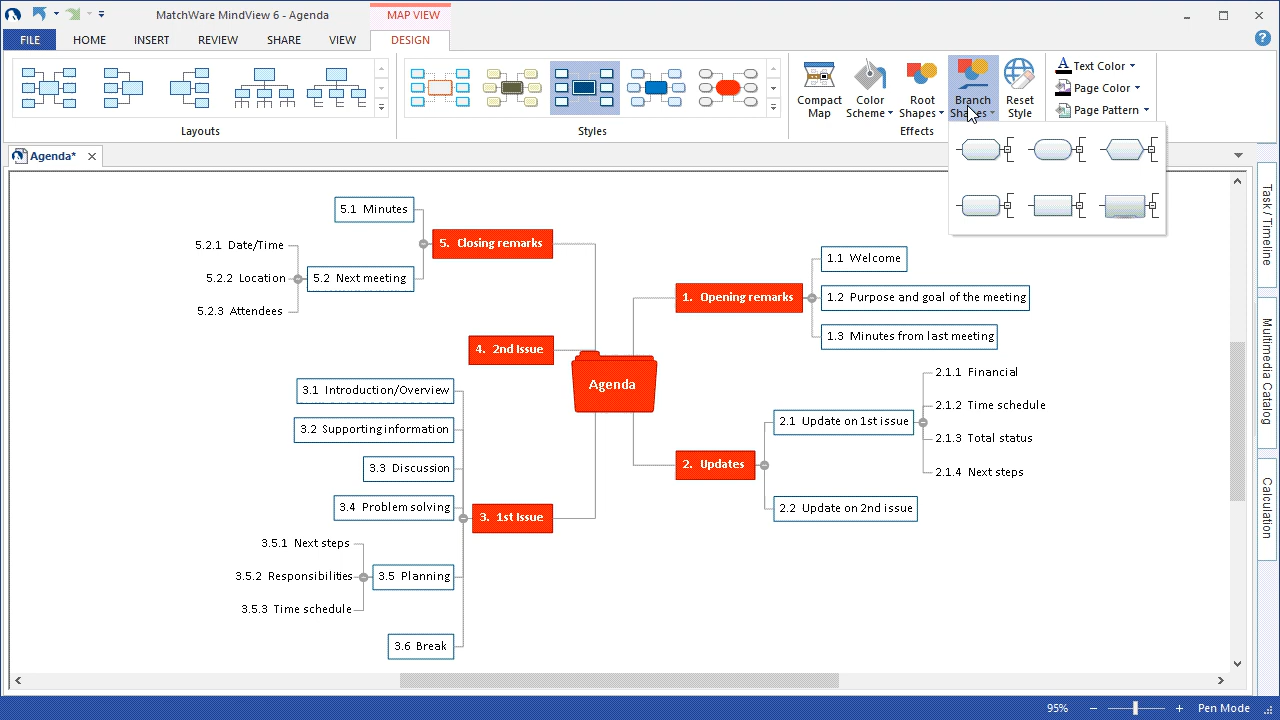 MatchWare MindView 6 - Agenda
MAP VIEW
FILE
HOME
INSERT
REVIEW
SHARE
VIEW
DESIGN
Layouts
Styles
Compact Map
Color Scheme
Root Shapes
Branch Shapes
Reset Style
Effects
Text Color
Page Color
Page Pattern
Agenda*
5.1 Minutes
5. Closing remarks
5.2.1 Date/Time
5.2.2 Location
5.2 Next meeting
5.2.3 Attendees
4. 2nd Issue
Agenda
3.1 Introduction/Overview
3.2 Supporting information
3.3 Discussion
3.4 Problem solving
3. 1st Issue
3.5.1 Next steps
3.5.2 Responsibilities
3.5 Planning
3.5.3 Time schedule
3.6 Break
1.1 Welcome
1. Opening remarks
1.2 Purpose and goal of the meeting
1.3 Minutes from last meeting
2.1.1 Financial
2.1.2 Time schedule
2.1 Update on 1st issue
2.1.3 Total status
2. Updates
2.1.4 Next steps
2.2 Update on 2nd issue
Task / Timeline
Multimedia Catalog
Calculation
95%
Pen Mode